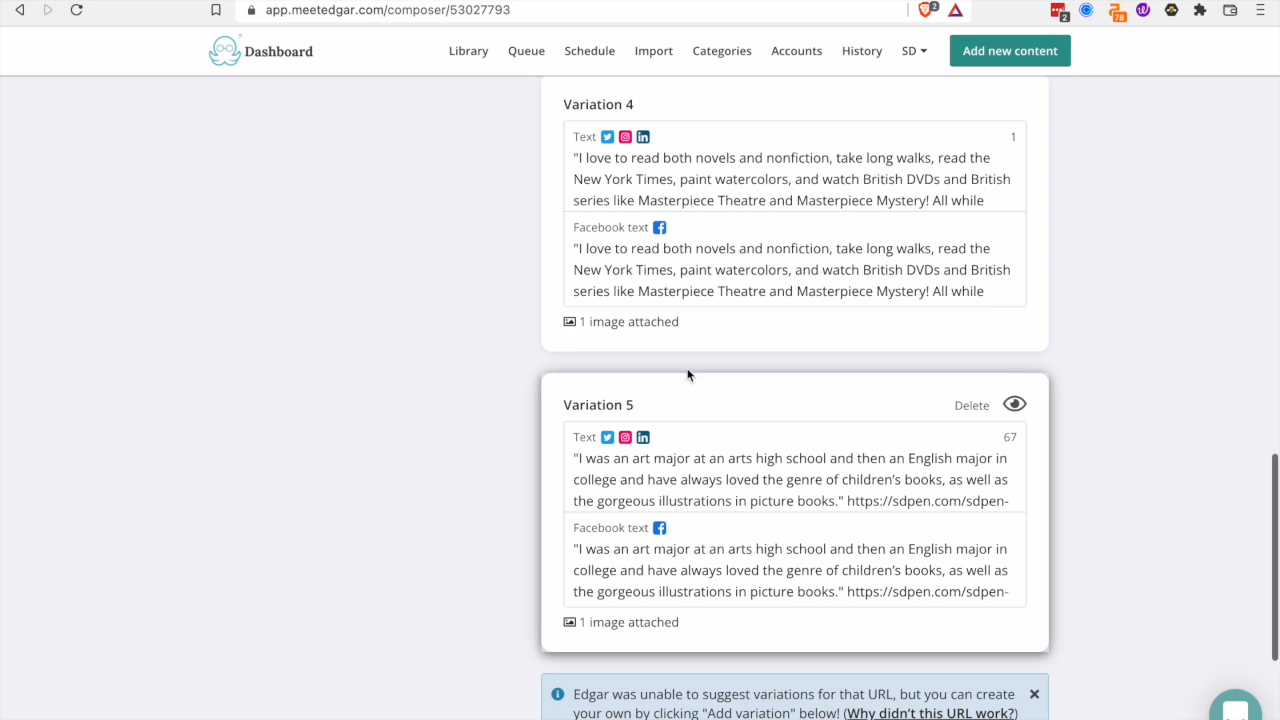 app.meetedgar.com/composer/53027793
2
2
78
Dashboard
Library
Queue
Schedule
Import
Categories
Accounts
History
SD
Add new content
Variation 4
Text
1
"I love to read both novels and nonfiction, take long walks, read the
New York Times, paint watercolors, and watch British DVDs and British
series like Masterpiece Theatre and Masterpiece Mystery! All while
Facebook text
"I love to read both novels and nonfiction, take long walks, read the
New York Times, paint watercolors, and watch British DVDs and British
series like Masterpiece Theatre and Masterpiece Mystery! All while
1 image attached
Variation 5
Delete
Text
67
"I was an art major at an arts high school and then an English major in
college and have always loved the genre of children’s books, as well as
the gorgeous illustrations in picture books." https://sdpen.com/sdpen-
Facebook text
"I was an art major at an arts high school and then an English major in
college and have always loved the genre of children’s books, as well as
the gorgeous illustrations in picture books." https://sdpen.com/sdpen-
1 image attached
Edgar was unable to suggest variations for that URL, but you can create
your own by clicking "Add variation" below! (Why didn’t this URL work?)